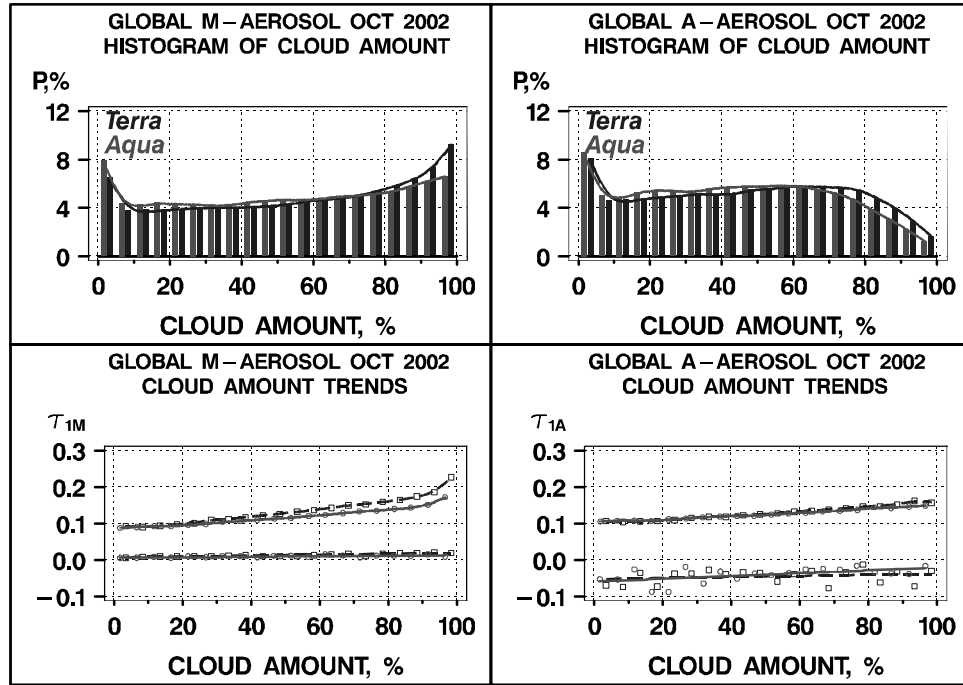 GLOBAL M-AEROSOL OCT 2002
HISTOGRAM OF CLOUD AMOUNT
P,%
12
8
4
0
Terra
Aqua
0 20 40 60 80 100
CLOUD AMOUNT, %
GLOBAL A-AEROSOL OCT 2002
HISTOGRAM OF CLOUD AMOUNT
P,%
12
8
4
0
Terra
Aqua
0 20 40 60 80 100
CLOUD AMOUNT, %
GLOBAL M-AEROSOL OCT 2002
CLOUD AMOUNT TRENDS
τ1M
0.3
0.2
0.1
0.0
−0.1
0 20 40 60 80 100
CLOUD AMOUNT, %
GLOBAL A-AEROSOL OCT 2002
CLOUD AMOUNT TRENDS
τ1A
0.3
0.2
0.1
0.0
−0.1
0 20 40 60 80 100
CLOUD AMOUNT, %